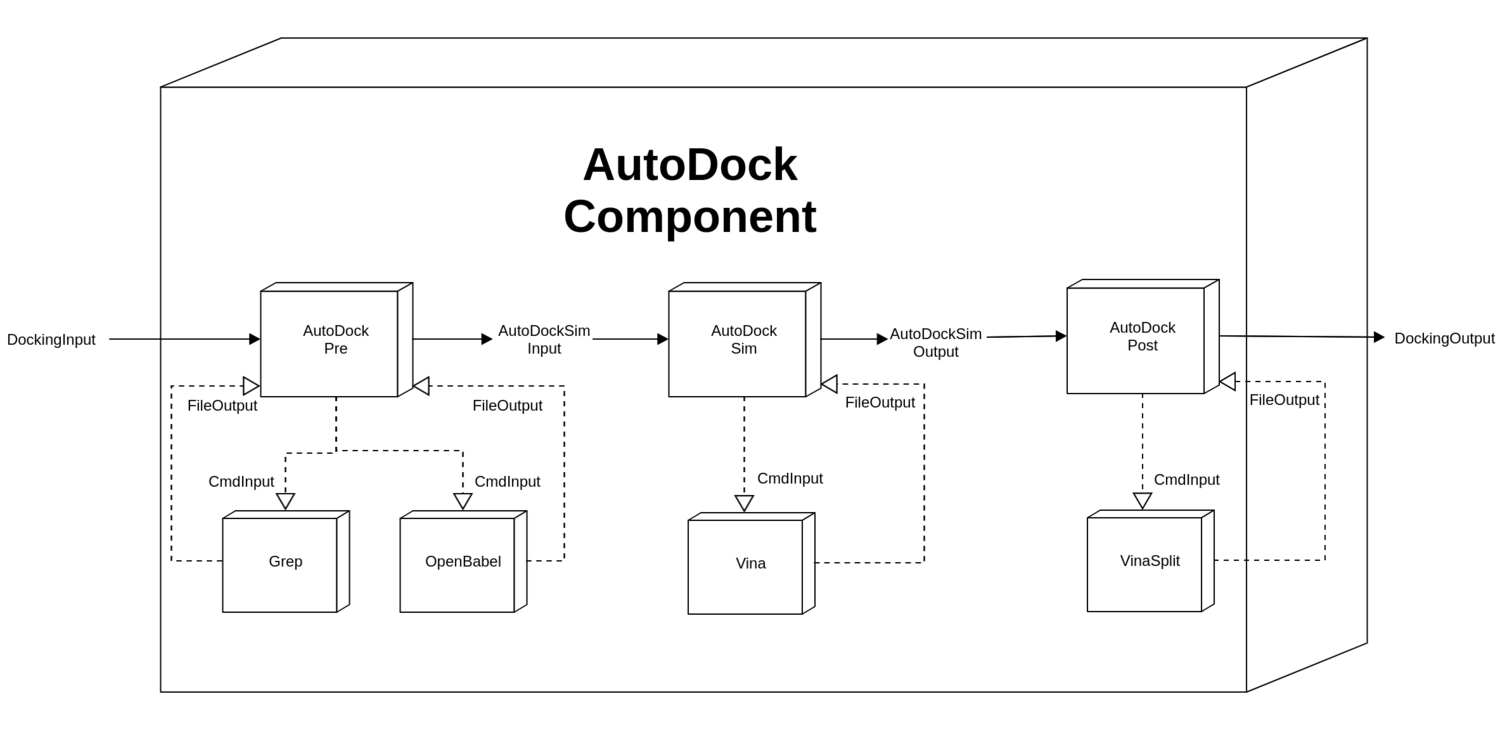 AutoDock
Component
DockingInput
AutoDock
Pre
AutoDockSim
Input
AutoDock
Sim
AutoDockSim
Output
AutoDock
Post
DockingOutput
FileOutput
FileOutput
FileOutput
FileOutput
CmdInput
CmdInput
CmdInput
CmdInput
Grep
OpenBabel
Vina
VinaSplit